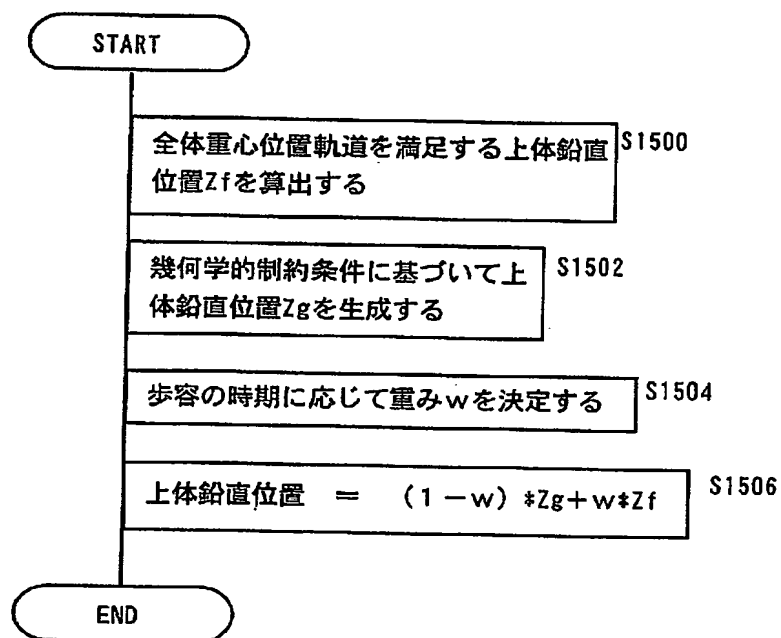 START
全体重心位置軌道を満足する上体鉛直 S1500
位置Zfを算出する
幾何学的制約条件に基づいて上 S1502
体鉛直位置Zgを生成する
歩容の時期に応じて重みwを決定する S1504
上体鉛直位置 = (1-w)*Zg+w*Zf S1506
END